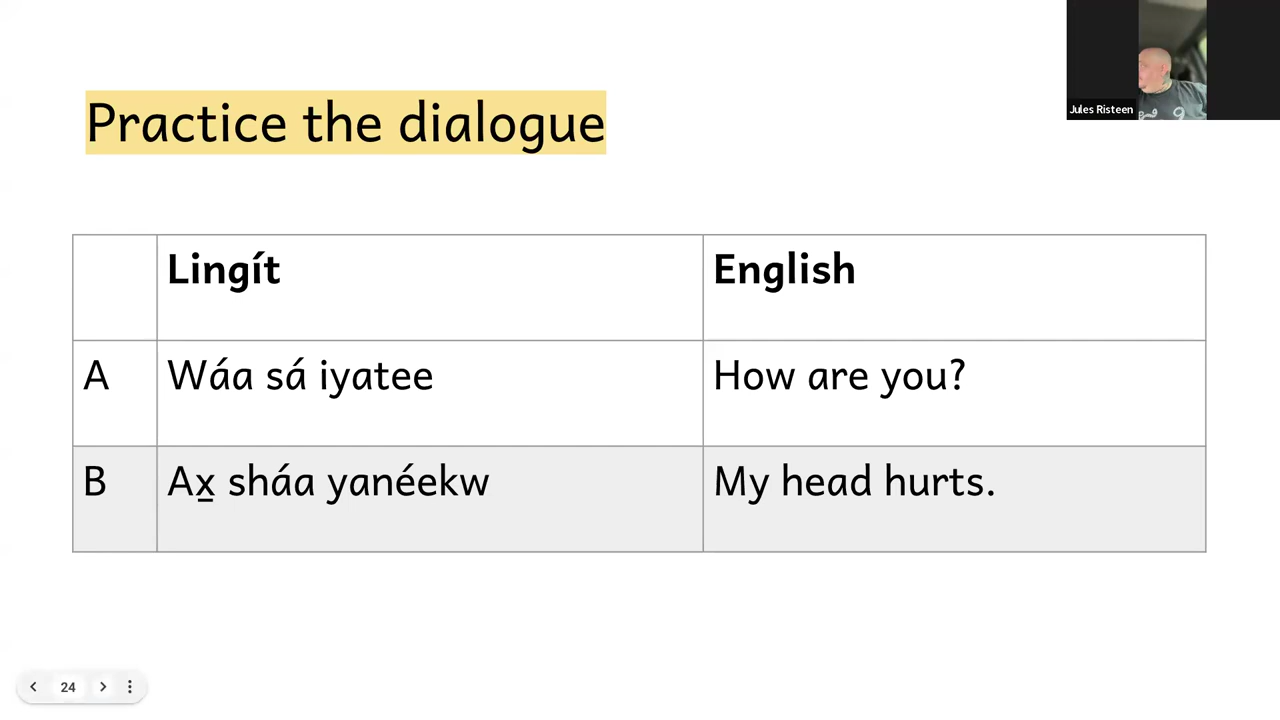 Jules Risteen
Practice the dialogue
Lingít English
A Wáa sá iyatee How are you?
B Ax̱ sháa yanéekw My head hurts.
24